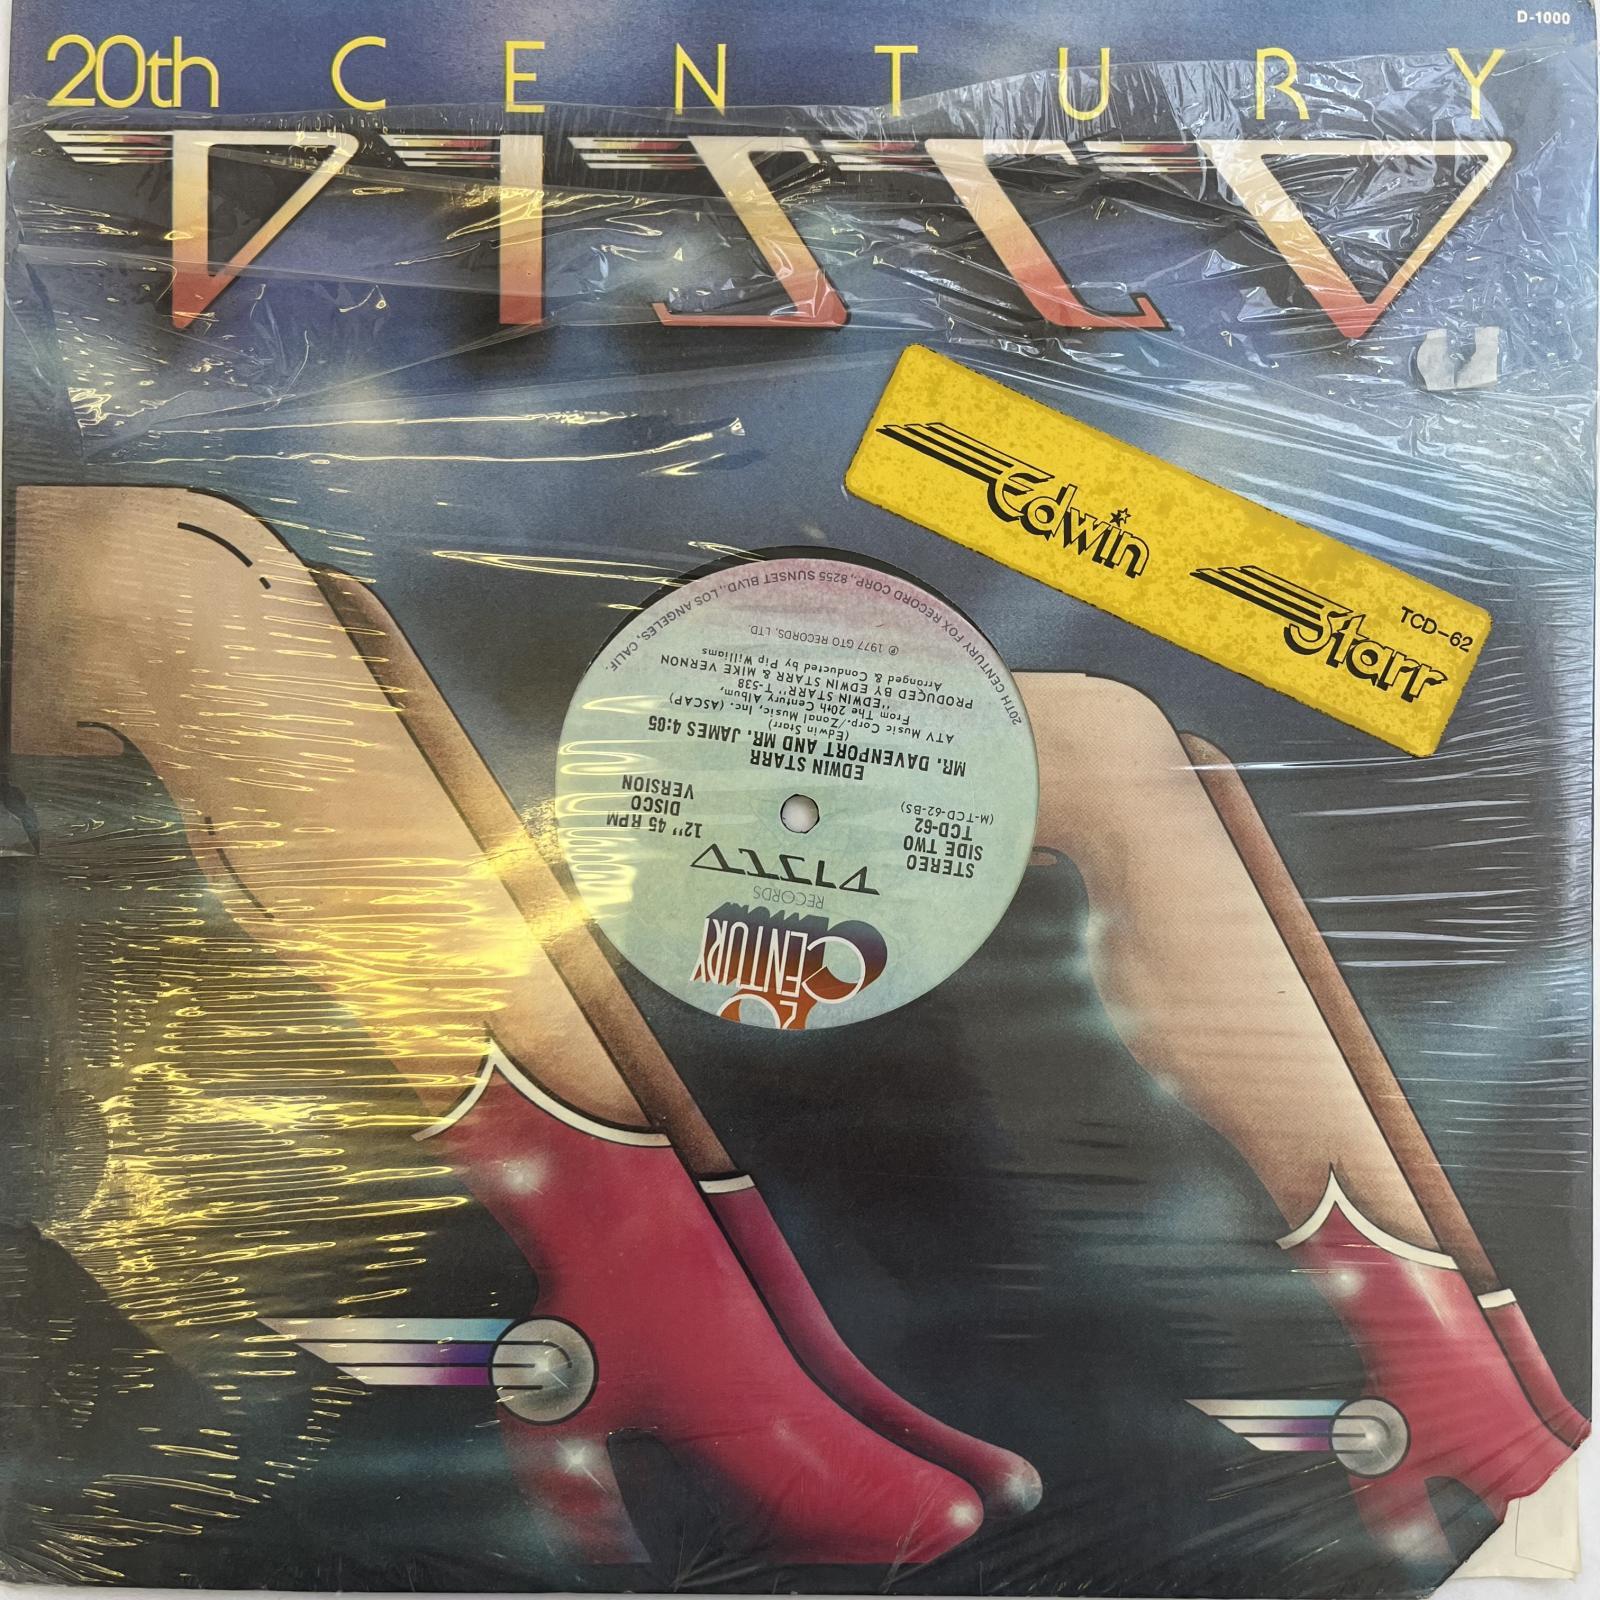 D-1000
20th CENTURY
DISCO
Edwin Starr
TCD-62
20TH CENTURY FOX RECORD CORP., 8255 SUNSET BLVD., LOS ANGELES, CALIF.
20 CENTURY
RECORDS
DISCO
STEREO
SIDE TWO
TCD-62
(M-TCD-62-BS)
12" 45 RPM
DISCO
VERSION
EDWIN STARR
MR. DAVENPORT AND MR. JAMES 4:05
(Edwin Starr)
ATV Music Corp./Zonal Music, Inc. (ASCAP)
From The 20th Century Album,
"EDWIN STARR" T-538
PRODUCED BY EDWIN STARR & MIKE VERNON
Arranged & Conducted by Pip Williams
℗ 1977 GTO RECORDS, LTD.